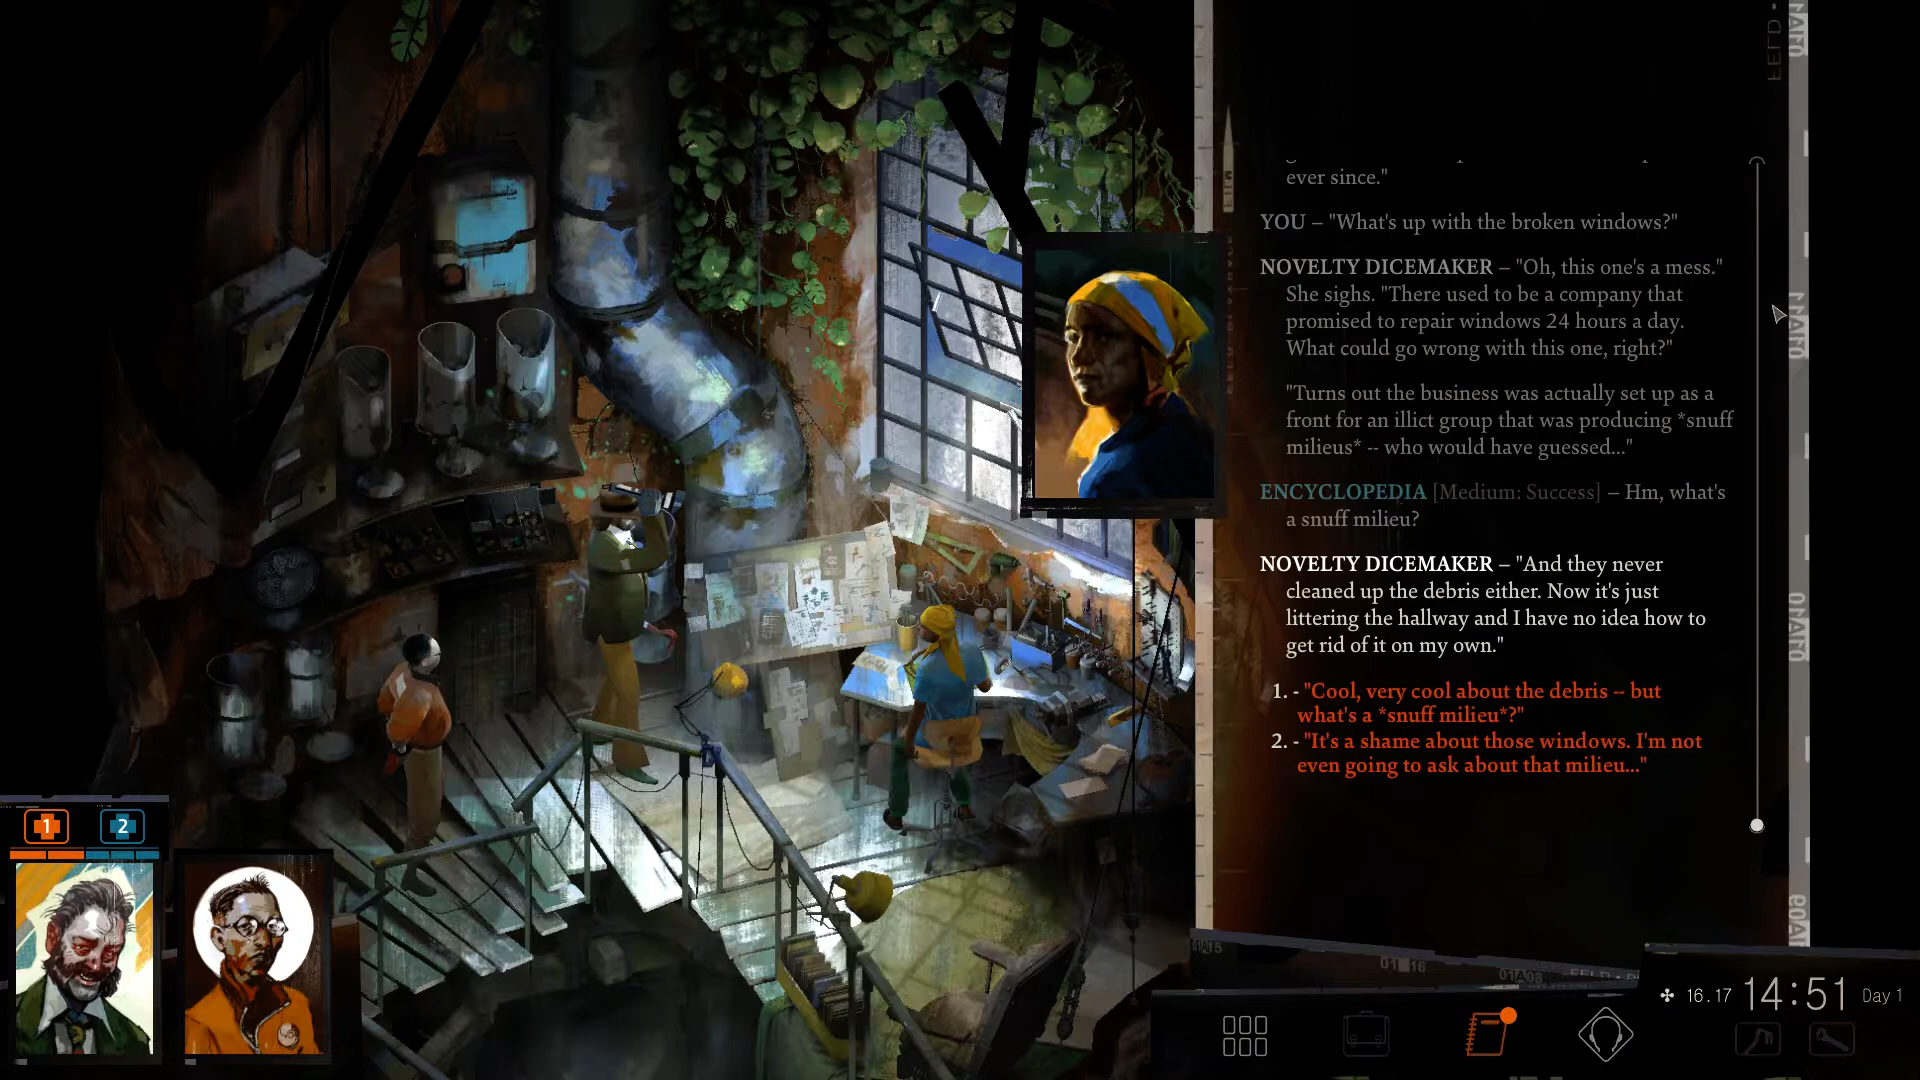 ever since."
YOU – "What's up with the broken windows?"
NOVELTY DICEMAKER – "Oh, this one's a mess."
She sighs. "There used to be a company that
promised to repair windows 24 hours a day.
What could go wrong with this one, right?"
"Turns out the business was actually set up as a
front for an illict group that was producing *snuff
milieus* -- who would have guessed..."
ENCYCLOPEDIA [Medium: Success] – Hm, what's
a snuff milieu?
NOVELTY DICEMAKER – "And they never
cleaned up the debris either. Now it's just
littering the hallway and I have no idea how to
get rid of it on my own."
1. - "Cool, very cool about the debris -- but
what's a *snuff milieu*?"
2. - "It's a shame about those windows. I'm not
even going to ask about that milieu..."
1
2
16.17 14:51 Day 1